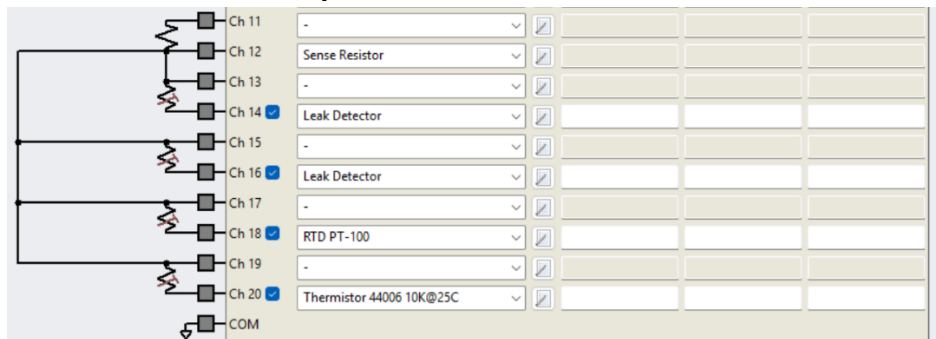 Ch 11 -
Ch 12 Sense Resistor
Ch 13 -
Ch 14 Leak Detector
Ch 15 -
Ch 16 Leak Detector
Ch 17 -
Ch 18 RTD PT-100
Ch 19 -
Ch 20 Thermistor 44006 10K@25C
COM